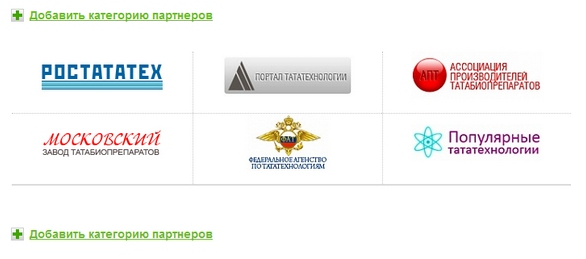 Добавить категорию партнеров
РОСТАТАТЕХ
ПОРТАЛ ТАТАТЕХНОЛОГИИ
АПТ
АССОЦИАЦИЯ
ПРОИЗВОДИТЕЛЕЙ
ТАТАБИОПРЕПАРАТОВ
МОСКОВСКИЙ
ЗАВОД ТАТАБИОПРЕПАРАТОВ
ФЕДЕРАЛЬНОЕ АГЕНСТВО
ПО ТАТАТЕХНОЛОГИЯМ
Популярные
тататехнологии
Добавить категорию партнеров